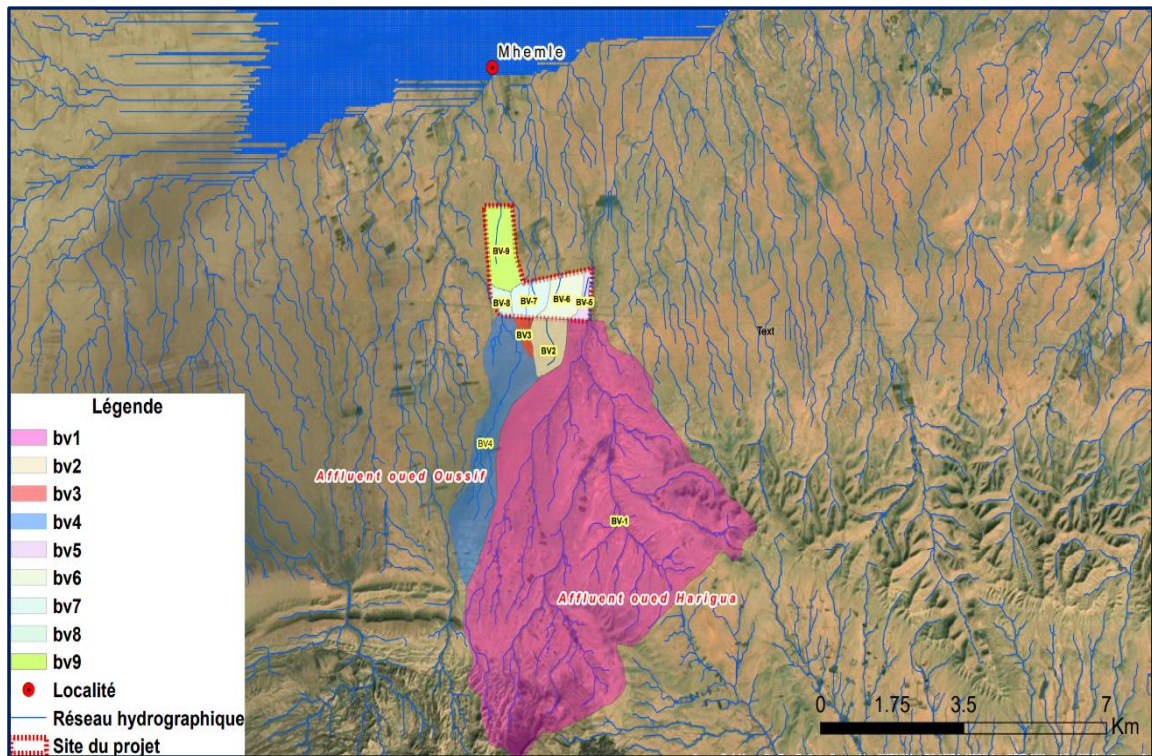 Mhemle
BV-9
BV-8
BV-7
BV-6
BV-5
BV3
BV2
Text
BV4
Affluent oued Oussif
BV-1
Affluent oued Harigua
Légende
bv1
bv2
bv3
bv4
bv5
bv6
bv7
bv8
bv9
Localité
Réseau hydrographique
Site du projet
0 1.75 3.5 7
Km